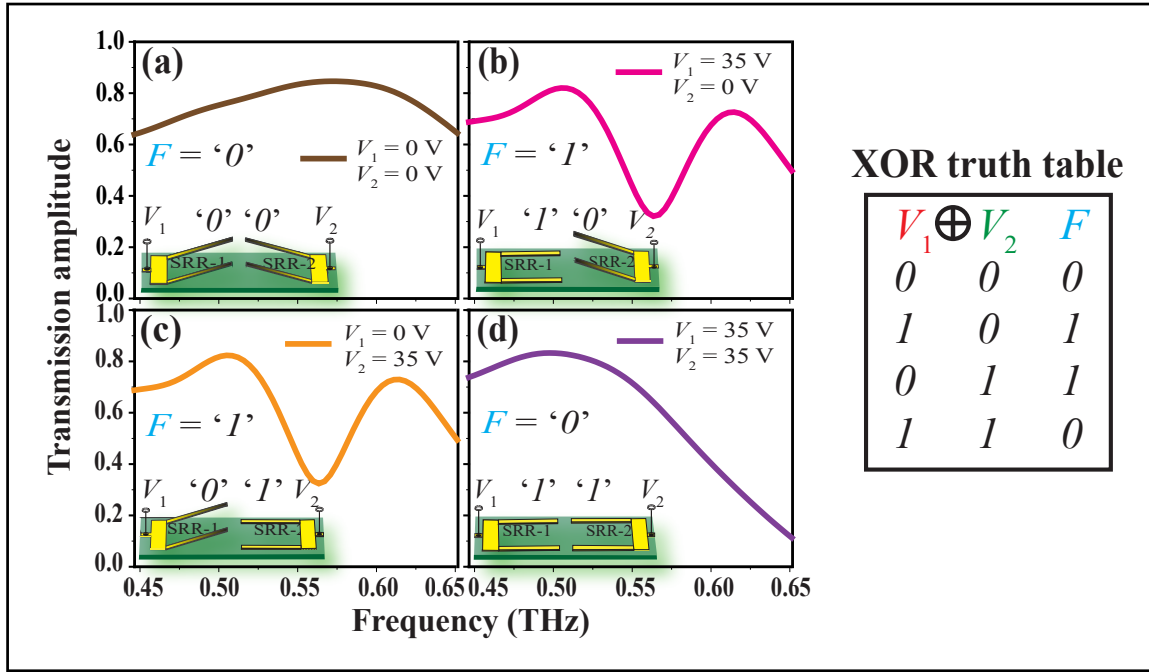 Transmission amplitude
(a)
1.0
0.8
0.6
0.4
0.2
0.0
V1 = 0 V
V2 = 0 V
F = ‘0’
V1 ‘0’ ‘0’ V2
SRR-1 SRR-2
(b)
V1 = 35 V
V2 = 0 V
F = ‘1’
V1 ‘1’ ‘0’ V2
SRR-1 SRR-2
(c)
1.0
0.8
0.6
0.4
0.2
0.0
V1 = 0 V
V2 = 35 V
F = ‘1’
V1 ‘0’ ‘1’ V2
SRR-1 SRR-2
0.45 0.50 0.55 0.60 0.65
(d)
V1 = 35 V
V2 = 35 V
F = ‘0’
V1 ‘1’ ‘1’ V2
SRR-1 SRR-2
0.45 0.50 0.55 0.60 0.65
Frequency (THz)
XOR truth table
V1 ⊕ V2 F
0 0 0
1 0 1
0 1 1
1 1 0